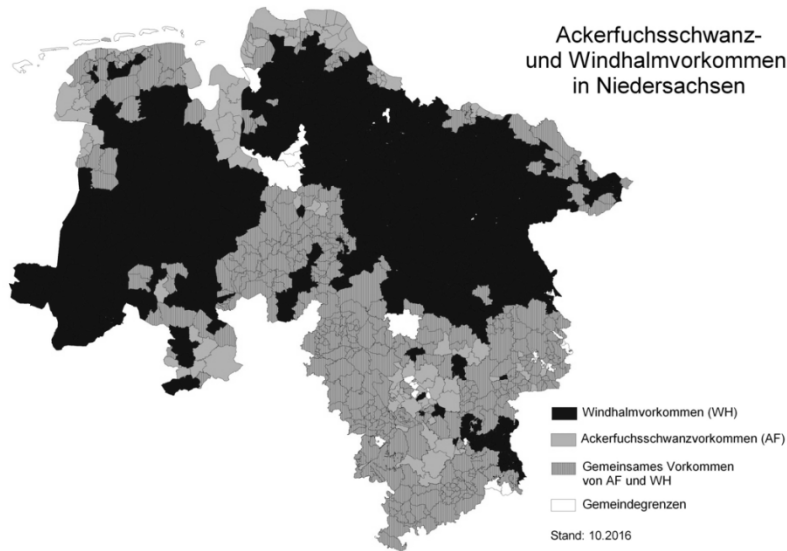 Ackerfuchsschwanz-
und Windhalmvorkommen
in Niedersachsen
Windhalmvorkommen (WH)
Ackerfuchsschwanzvorkommen (AF)
Gemeinsames Vorkommen
von AF und WH
Gemeindegrenzen
Stand: 10.2016